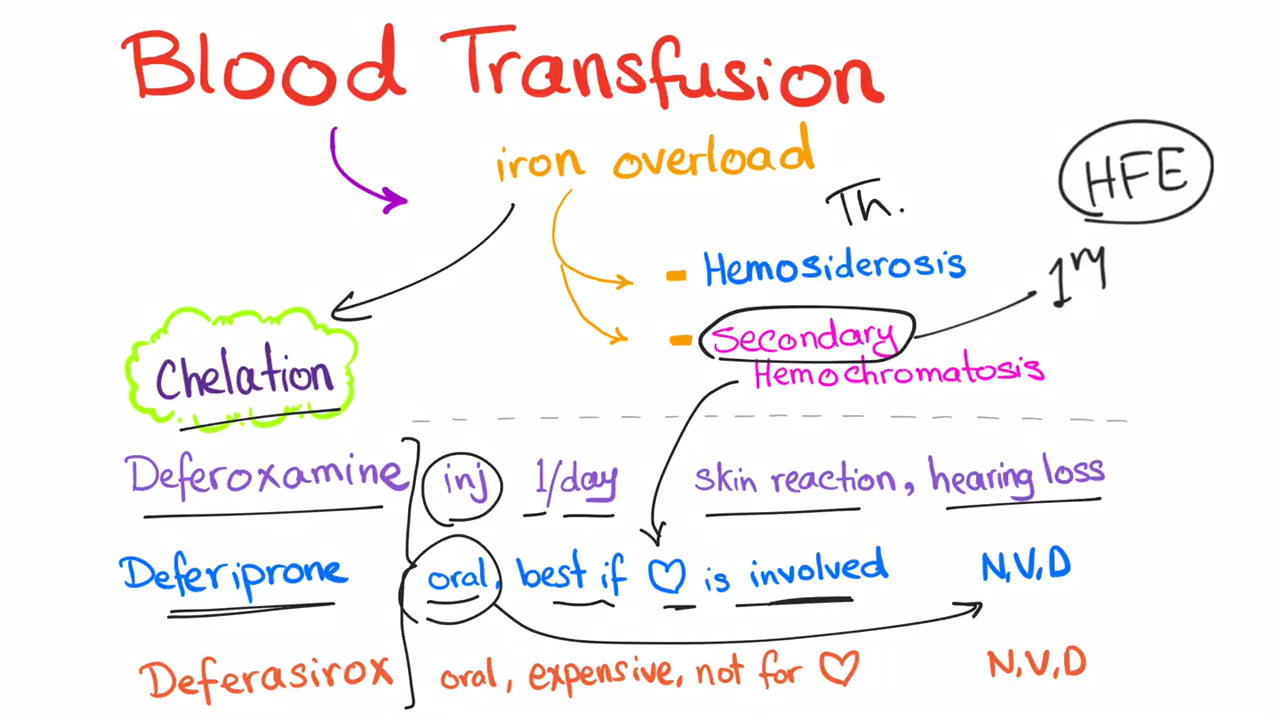 Blood Transfusion
iron overload
HFE
Th.
- Hemosiderosis
1ry
- Secondary
Hemochromatosis
Chelation
Deferoxamine inj 1/day skin reaction, hearing loss
Deferiprone oral, best if ♡ is involved N,V,D
Deferasirox oral, expensive, not for ♡ N,V,D